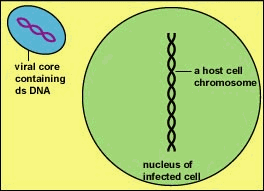 viral core
containing
ds DNA
a host cell
chromosome
nucleus of
infected cell